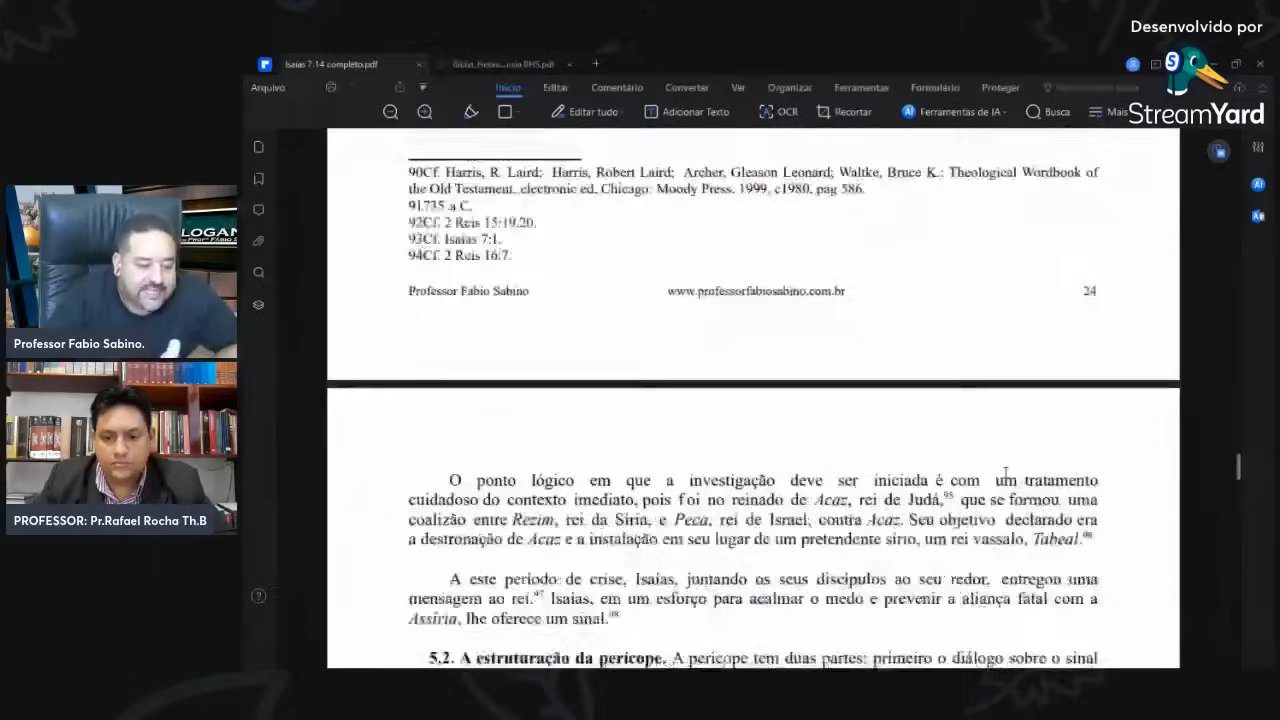 Desenvolvido por
StreamYard
Isaias 7.14 completo.pdf
BHS.pdf
Arquivo
Início Editar Comentário Converter Ver Organizar Ferramentas Formulário Proteger
Editar tudo Adicionar Texto OCR Recortar Ferramentas de IA Busca Mais
90Cf. Harris, R. Laird; Harris, Robert Laird; Archer, Gleason Leonard; Waltke, Bruce K.: Theological Wordbook of
the Old Testament. electronic ed. Chicago: Moody Press. 1999, c1980, pag 586.
91.735 a C.
92Cf. 2 Reis 15:19.20.
93Cf. Isaias 7:1.
94Cf. 2 Reis 16:7.
Professor Fabio Sabino www.professorfabiosabino.com.br 24
LOGAN
Professor Fabio Sabino.
PROFESSOR: Pr.Rafael Rocha Th.B
O ponto lógico em que a investigação deve ser iniciada é com um tratamento
cuidadoso do contexto imediato, pois foi no reinado de Acaz, rei de Judá,95 que se formou uma
coalizão entre Rezim, rei da Síria, e Peca, rei de Israel, contra Acaz. Seu objetivo declarado era
a destronação de Acaz e a instalação em seu lugar de um pretendente sírio, um rei vassalo, Tabeal.96
A este período de crise, Isaías, juntando os seus discípulos ao seu redor, entregou uma
mensagem ao rei.97 Isaías, em um esforço para acalmar o medo e prevenir a aliança fatal com a
Assíria, lhe oferece um sinal.98
5.2. A estruturação da perícope. A perícope tem duas partes: primeiro o diálogo sobre o sinal